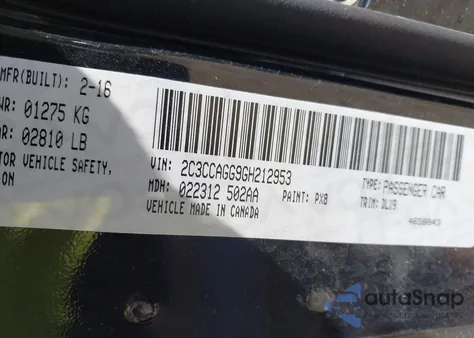 MFR(BUILT): 2-16
WR: 01275 KG
AR: 02810 LB
TOR VEHICLE SAFETY,
ON
VIN: 2C3CCAGG9GH212953
TYPE: PASSENGER CAR
MDH: 022312 502AA
PAINT: PX8
TRIM: DLX9
VEHICLE MADE IN CANADA
4658843
autoSnap